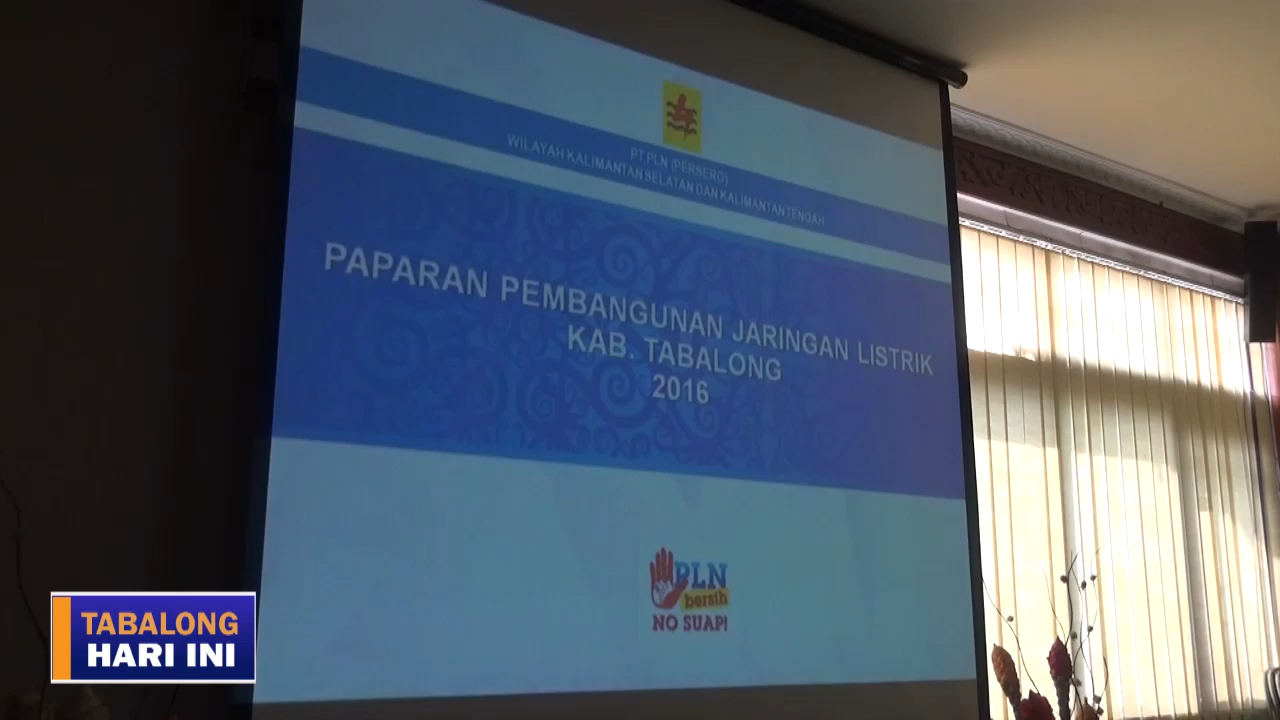 PT PLN (PERSERO)
WILAYAH KALIMANTAN SELATAN DAN KALIMANTAN TENGAH
PAPARAN PEMBANGUNAN JARINGAN LISTRIK
KAB. TABALONG
2016
PLN
bersih
NO SUAP!
TABALONG
HARI INI